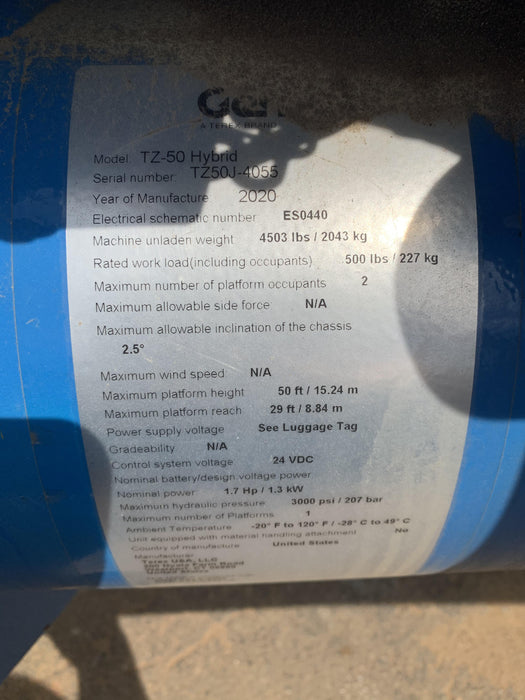 Gen
A TEREX BRAND
Model: TZ-50 Hybrid
Serial number: TZ50J-4055
Year of Manufacture 2020
Electrical schematic number ES0440
Machine unladen weight 4503 lbs / 2043 kg
Rated work load(including occupants) 500 lbs / 227 kg
Maximum number of platform occupants 2
Maximum allowable side force N/A
Maximum allowable inclination of the chassis
2.5°
Maximum wind speed N/A
Maximum platform height 50 ft / 15.24 m
Maximum platform reach 29 ft / 8.84 m
Power supply voltage See Luggage Tag
Gradeability N/A
Control system voltage 24 VDC
Nominal battery/design voltage power
Nominal power 1.7 Hp / 1.3 kW
Maximum hydraulic pressure 3000 psi / 207 bar
Maximum number of Platforms 1
Ambient Temperature -20° F to 120° F / -28° C to 49° C
Unit equipped with material handling attachment No
Country of manufacture United States
Manufacturer
Terex USA, LLC
Farm Road
United States